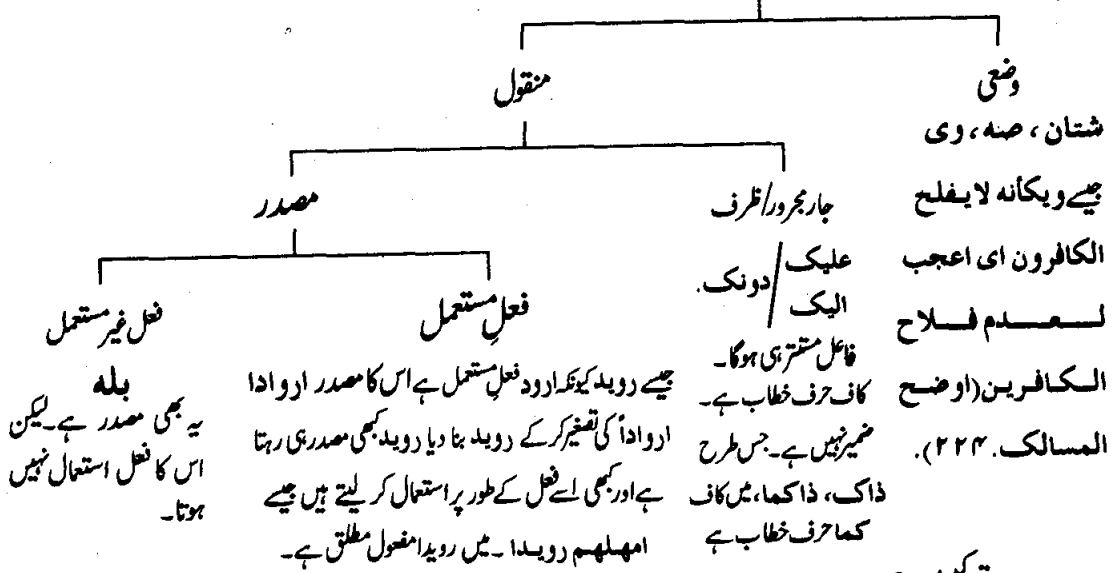 وضعی
شتان ، صه ، وی
جیسے ویکأنه لایفلح
الکافرون ای اعجب
لعدم فلاح
الکافرین (اوضح
المسالک. ۲۲۴).
منقول
جار مجرور/ظرف
علیک / دونک.
الیک
فاعل مستتر ہی ہوگا۔
کاف حرف خطاب ہے۔
ضمیر نہیں ہے۔ جس طرح
ذاک، ذاکما، میں کاف
کما حرف خطاب ہے
مصدر
فعل مستعمل
جیسے روید کیونکہ ارود فعل مستعمل ہے اس کا مصدر اروادا
ارواداً کی تصغیر کرکے روید بنا دیا روید کبھی مصدر ہی رہتا
ہے اور کبھی اسے فعل کے طور پر استعمال کر لیتے ہیں جیسے
امهلهم رویدا ۔ میں رویدا مفعول مطلق ہے۔
فعل غیر مستعمل
بله
یہ بھی مصدر ہے۔ لیکن
اس کا فعل استعمال نہیں
ہوتا۔